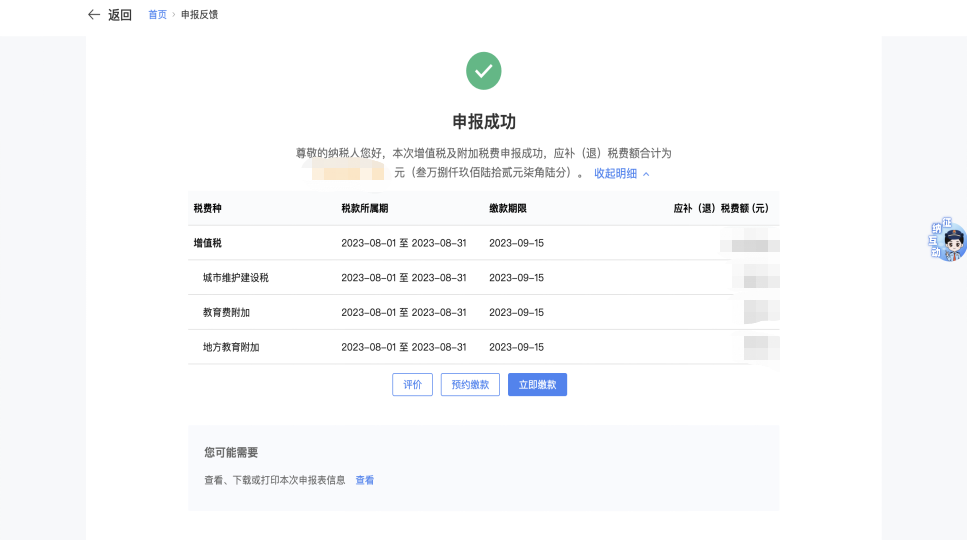 返回 首页 申报反馈
申报成功
尊敬的纳税人您好，本次增值税及附加税费申报成功，应补（退）税费额合计为
元（叁万捌仟玖佰陆拾贰元柒角陆分）。 收起明细
税费种 税款所属期 缴款期限 应补（退）税费额 (元)
增值税 2023-08-01 至 2023-08-31 2023-09-15
城市维护建设税 2023-08-01 至 2023-08-31 2023-09-15
教育费附加 2023-08-01 至 2023-08-31 2023-09-15
地方教育附加 2023-08-01 至 2023-08-31 2023-09-15
评价 预约缴款 立即缴款
您可能需要
查看、下载或打印本次申报表信息 查看
征纳互动